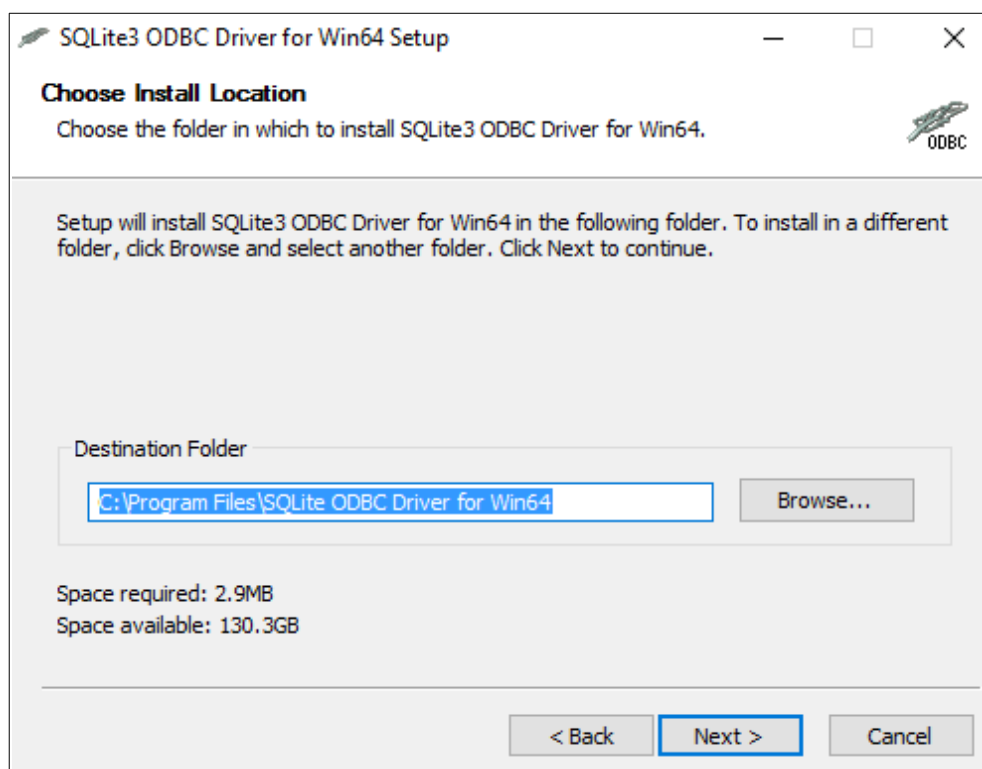 SQLite3 ODBC Driver for Win64 Setup
Choose Install Location
Choose the folder in which to install SQLite3 ODBC Driver for Win64.
ODBC
Setup will install SQLite3 ODBC Driver for Win64 in the following folder. To install in a different
folder, click Browse and select another folder. Click Next to continue.
Destination Folder
C:\Program Files\SQLite ODBC Driver for Win64
Browse...
Space required: 2.9MB
Space available: 130.3GB
< Back
Next >
Cancel